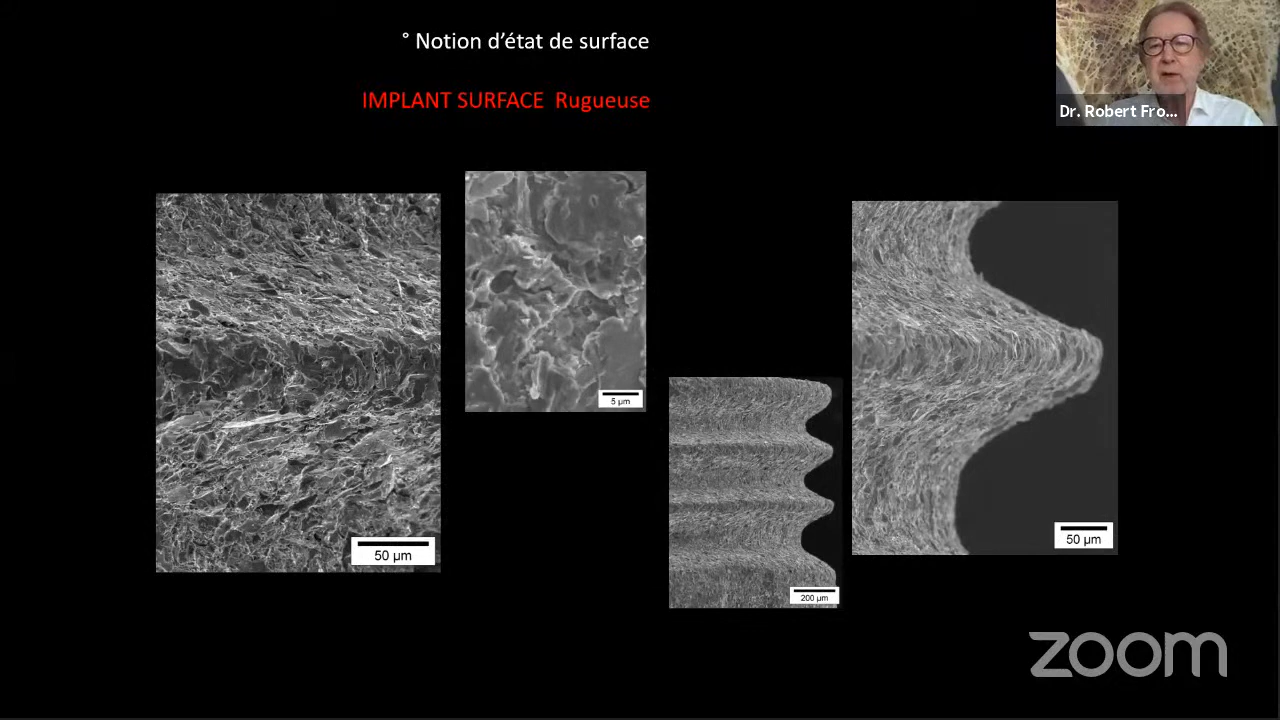 ° Notion d’état de surface
IMPLANT SURFACE Rugueuse
Dr. Robert Fro...
5 µm
50 µm
200 µm
50 µm
zoom